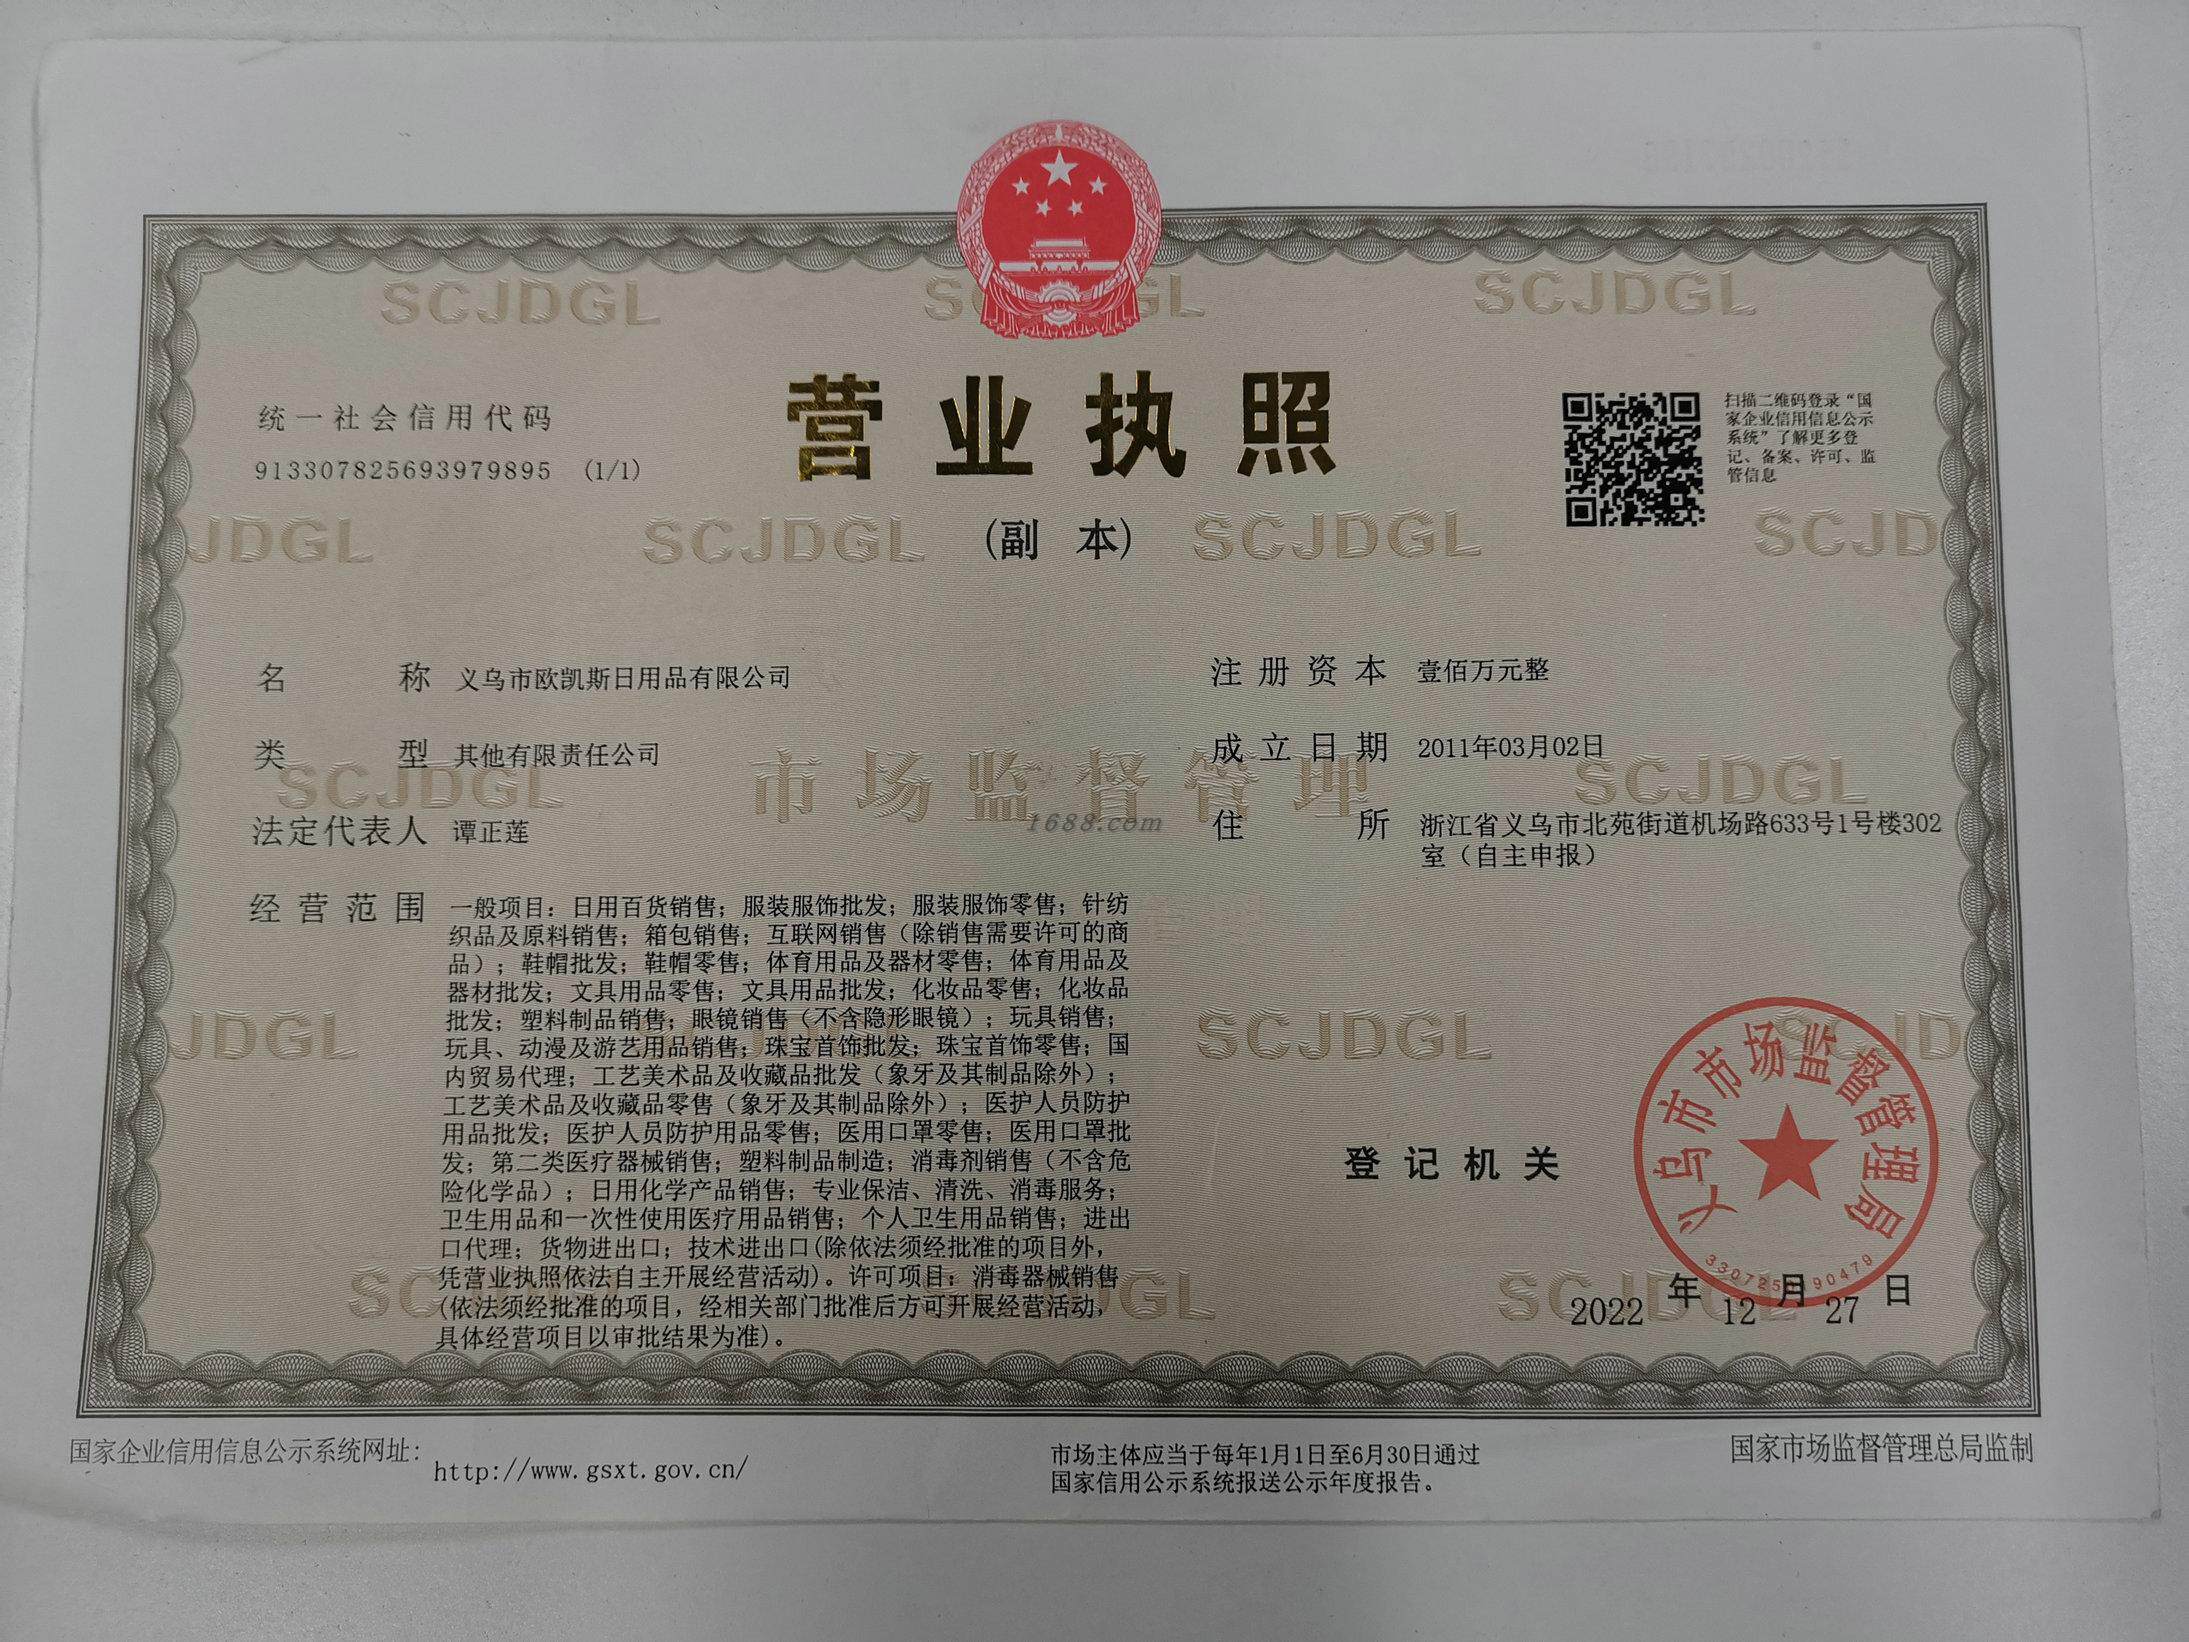 SCJDGL
SCJDGL
营业执照
(副 本)
统一社会信用代码
913307825693979895 (1/1)
扫描二维码登录“国
家企业信用信息公示
系统”了解更多登
记、备案、许可、监
管信息
JDGL
SCJDGL
SCJDGL
SCJD
名 称 义乌市欧凯斯日用品有限公司
类 型 其他有限责任公司
法定代表人 谭正莲
经营范围 一般项目：日用百货销售；服装服饰批发；服装服饰零售；针纺
织品及原料销售；箱包销售；互联网销售（除销售需要许可的商
品）；鞋帽批发；鞋帽零售；体育用品及器材零售；体育用品及
器材批发；文具用品零售；文具用品批发；化妆品零售；化妆品
批发；塑料制品销售；眼镜销售（不含隐形眼镜）；玩具销售；
玩具、动漫及游艺用品销售；珠宝首饰批发；珠宝首饰零售；国
内贸易代理；工艺美术品及收藏品批发（象牙及其制品除外）；
工艺美术品及收藏品零售（象牙及其制品除外）；医护人员防护
用品批发；医护人员防护用品零售；医用口罩零售；医用口罩批
发；第二类医疗器械销售；塑料制品制造；消毒剂销售（不含危
险化学品）；日用化学产品销售；专业保洁、清洗、消毒服务；
卫生用品和一次性使用医疗用品销售；个人卫生用品销售；进出
口代理；货物进出口；技术进出口(除依法须经批准的项目外，
凭营业执照依法自主开展经营活动)。许可项目：消毒器械销售
(依法须经批准的项目，经相关部门批准后方可开展经营活动，
具体经营项目以审批结果为准)。
注册资本 壹佰万元整
成立日期 2011年03月02日
住 所 浙江省义乌市北苑街道机场路633号1号楼302
室（自主申报）
SCJDGL
市场监督管理
SCJDGL
1688.com
JDGL
SCJDGL
登记机关
义乌市市场监督管理局
2022 年 12 月 27 日
国家企业信用信息公示系统网址：
http://www.gsxt.gov.cn/
市场主体应当于每年1月1日至6月30日通过
国家信用公示系统报送公示年度报告。
国家市场监督管理总局监制